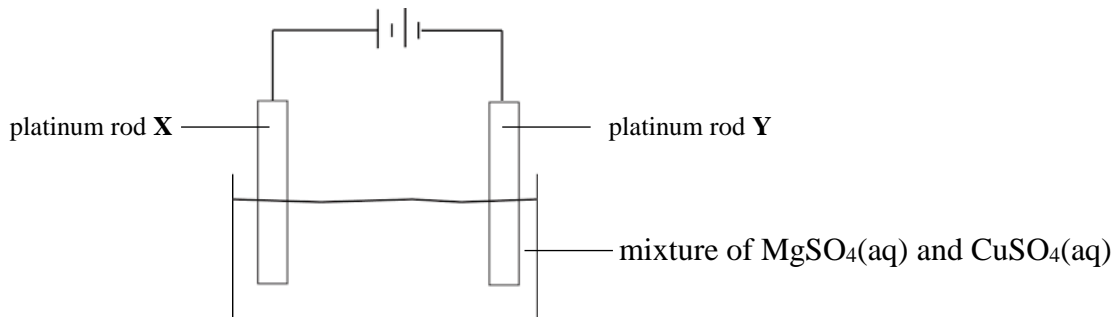 platinum rod X
platinum rod Y
mixture of MgSO₄(aq) and CuSO₄(aq)